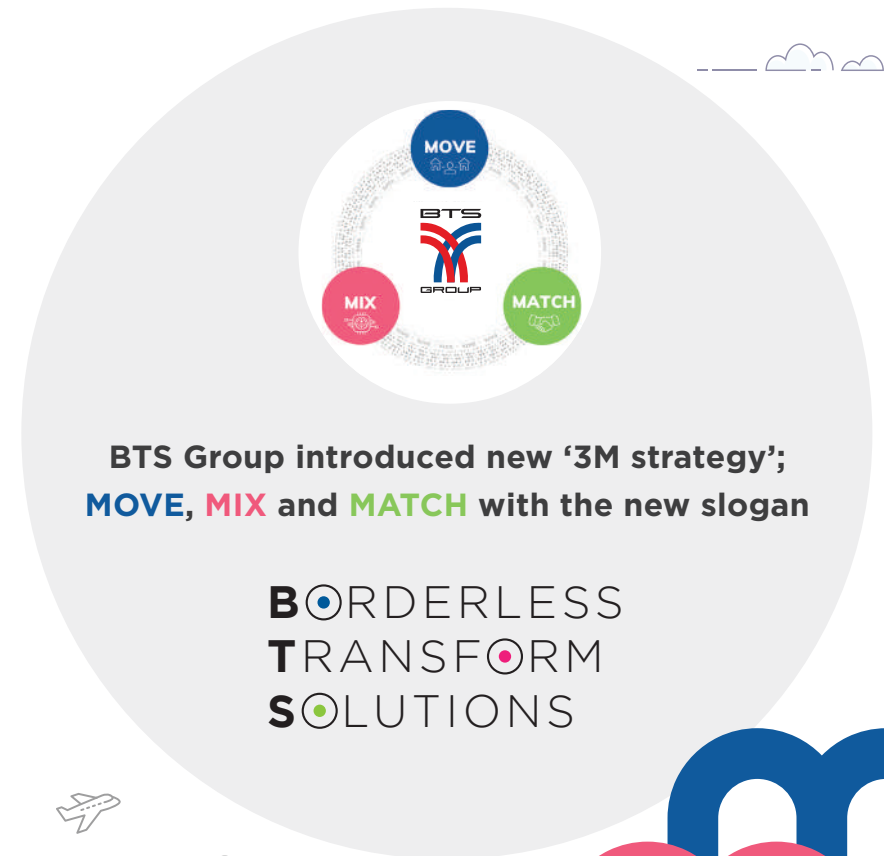 MOVE
BTS
GROUP
MIX
MATCH
BTS Group introduced new ‘3M strategy’;
MOVE, MIX and MATCH with the new slogan
BORDERLESS
TRANSFORM
SOLUTIONS